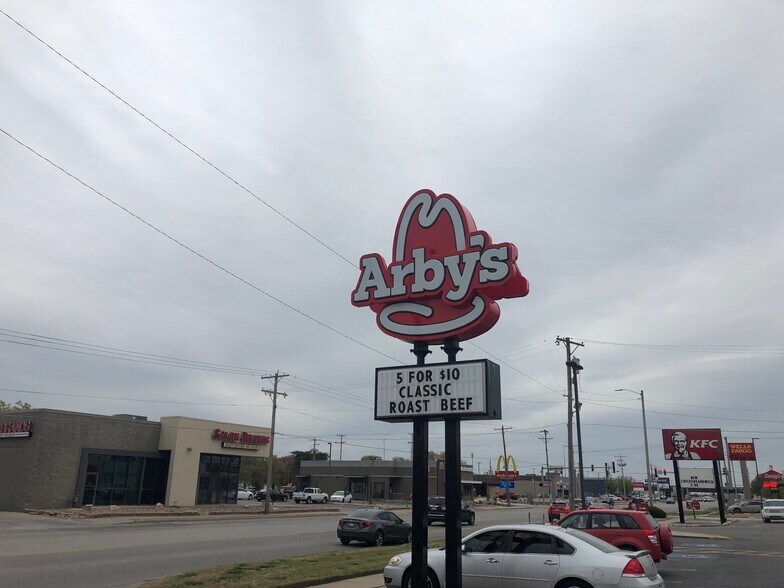 Arby's
5 FOR $10
CLASSIC
ROAST BEEF
KFC
WELLS
FARGO